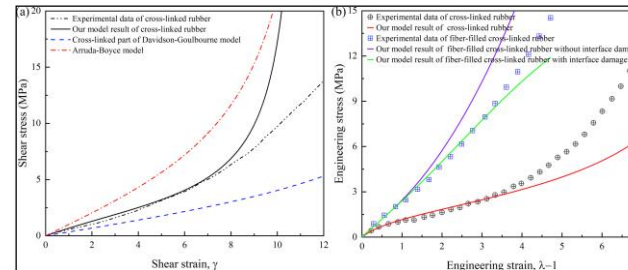 (a)
Experimental data of cross-linked rubber
Our model result of cross-linked rubber
Cross-linked part of Davidson-Goulbourne model
Arruda-Boyce model
20
15
10
5
0
Shear stress (MPa)
0 2 4 6 8 10 12
Shear strain, γ
(b)
Experimental data of cross-linked rubber
Our model result of cross-linked rubber
Experimental data of fiber-filled cross-linked rubber
Our model result of fiber-filled cross-linked rubber without interface dam
Our model result of fiber-filled cross-linked rubber with interface damage
15
12
9
6
3
0
Engineering stress (MPa)
0 1 2 3 4 5 6
Engineering strain, λ−1